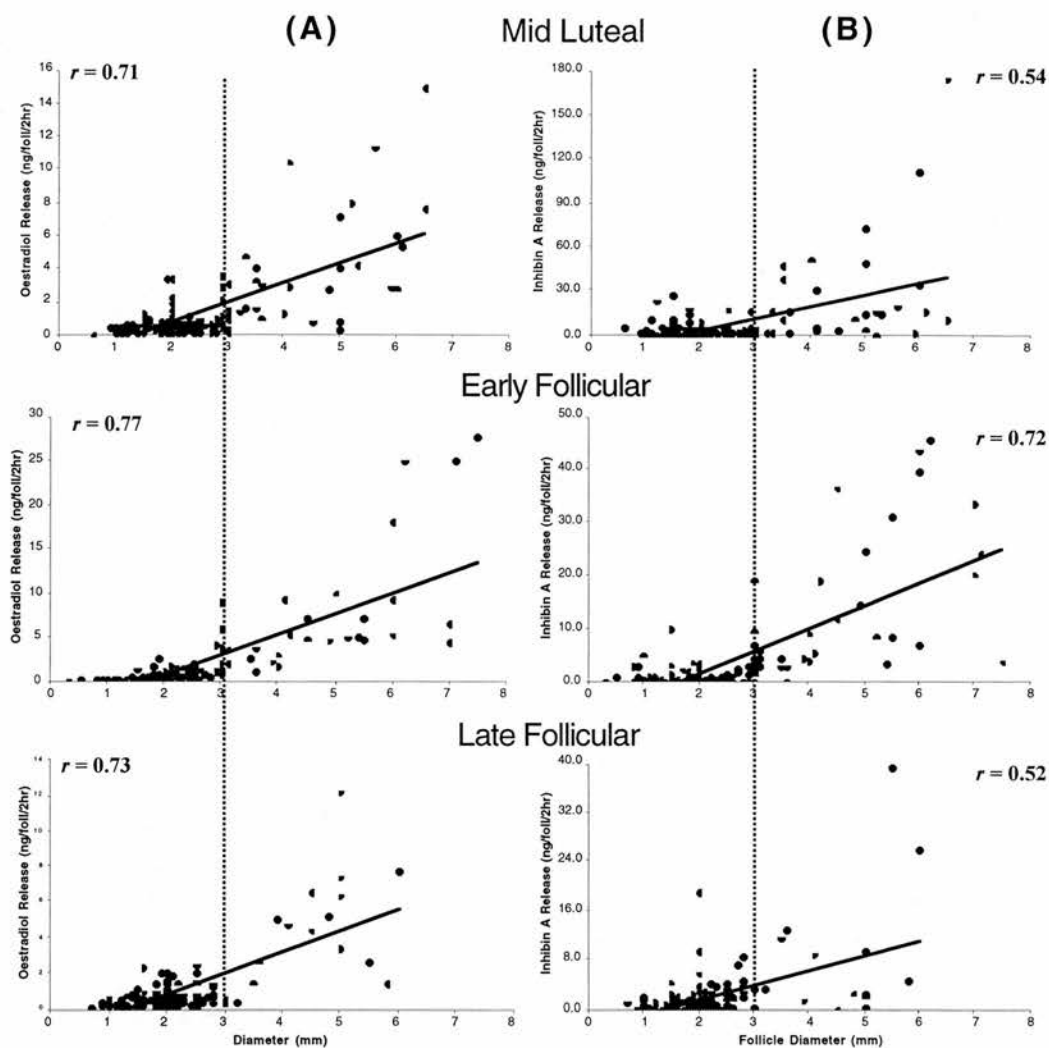 (A)
Mid Luteal
(B)
r = 0.71
Oestradiol Release (ng/foll/2hr)
16
14
12
10
8
6
4
2
0
0 1 2 3 4 5 6 7 8
r = 0.54
Inhibin A Release (ng/foll/2hr)
180.0
150.0
120.0
90.0
60.0
30.0
0.0
0 1 2 3 4 5 6 7 8
Early Follicular
r = 0.77
Oestradiol Release (ng/foll/2hr)
30
25
20
15
10
5
0
0 1 2 3 4 5 6 7 8
r = 0.72
Inhibin A Release (ng/foll/2hr)
50.0
40.0
30.0
20.0
10.0
0.0
0 1 2 3 4 5 6 7 8
Late Follicular
r = 0.73
Oestradiol Release (ng/foll/2hr)
14
12
10
8
6
4
2
0
0 1 2 3 4 5 6 7 8
Diameter (mm)
r = 0.52
Inhibin A Release (ng/foll/2hr)
40.0
32.0
24.0
16.0
8.0
0.0
0 1 2 3 4 5 6 7 8
Follicle Diameter (mm)